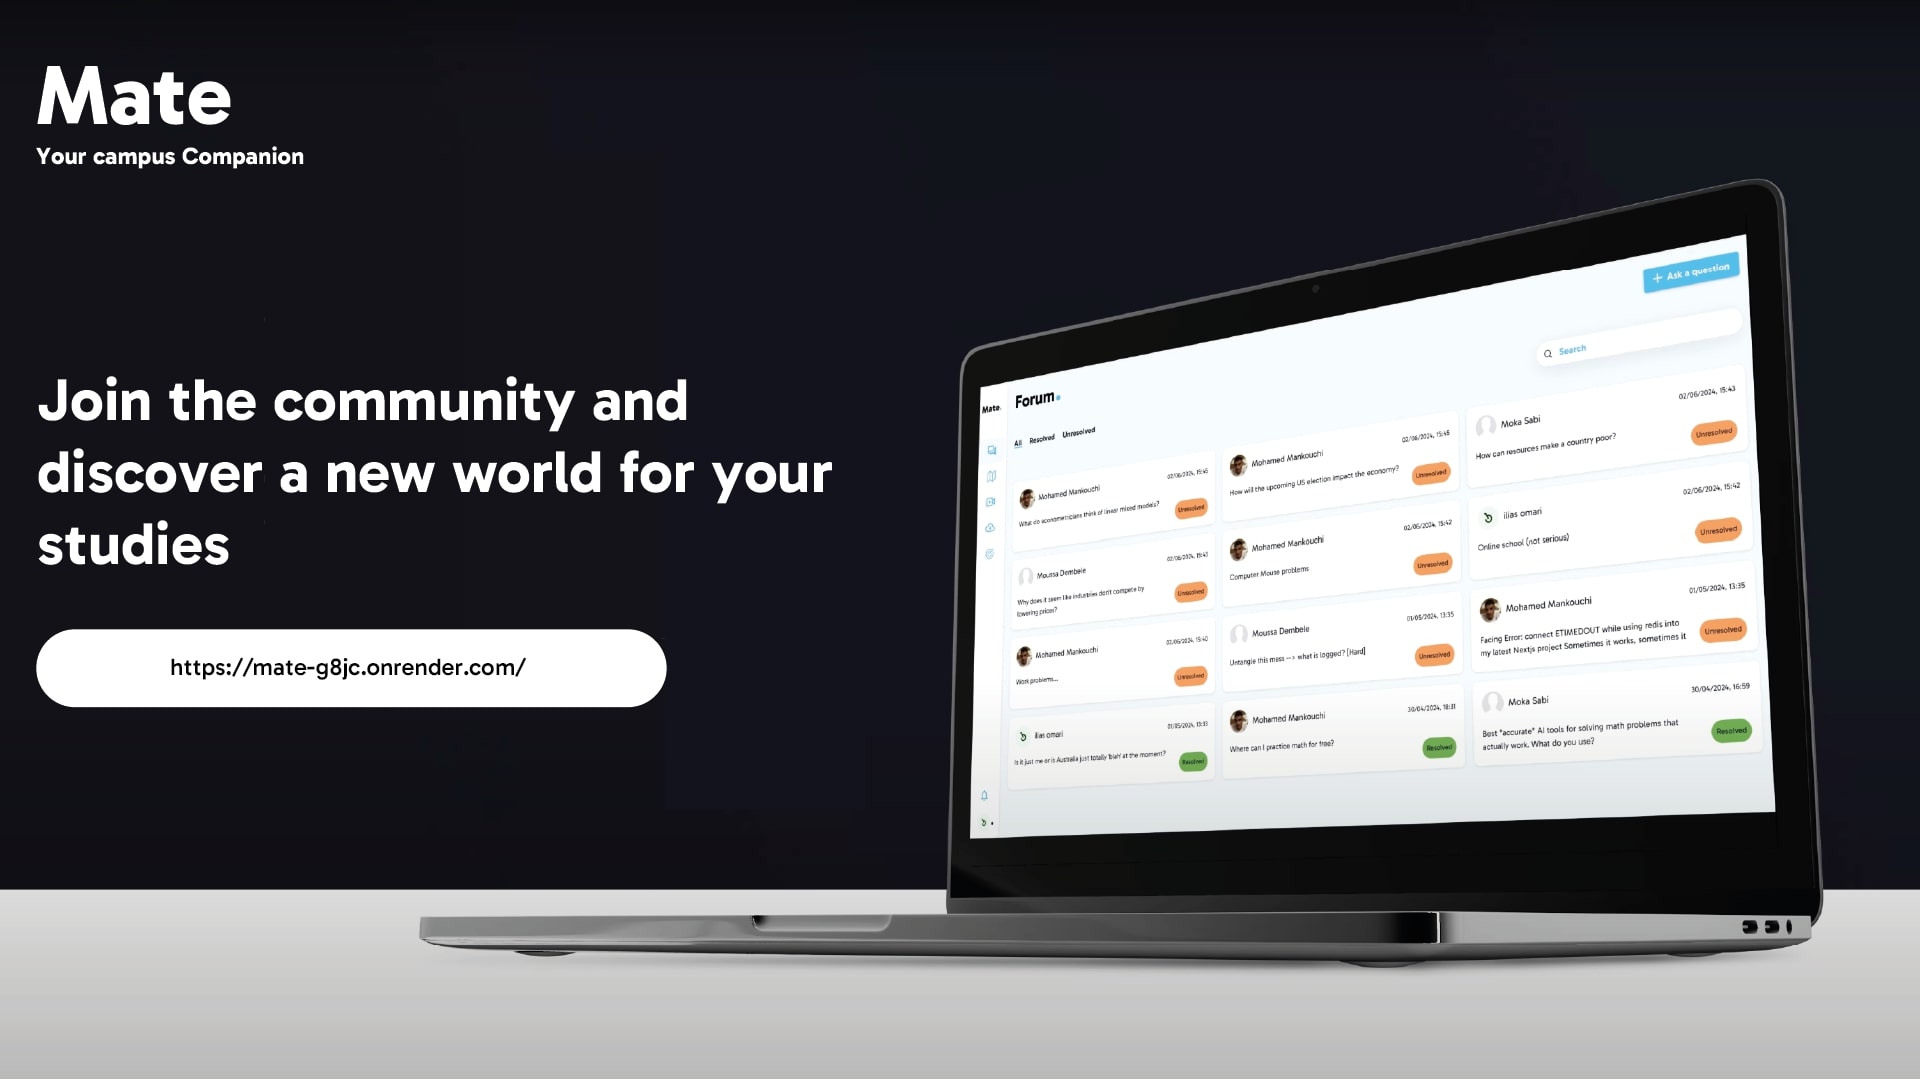 Mate
Your campus Companion
Join the community and
discover a new world for your
studies
https://mate-g8jc.onrender.com/
Mate.
Forum
+ Ask a question
Search
All Resolved Unresolved
Mohamed Mankouchi
02/06/2024, 15:45
What do econometricians think of linear mixed models?
Unresolved
Mohamed Mankouchi
02/06/2024, 15:45
How will the upcoming US election impact the economy?
Unresolved
Moka Sabi
02/06/2024, 15:43
How can resources make a country poor?
Unresolved
Moussa Dembele
02/06/2024, 15:43
Why does it seem like industries don't compete by
lowering prices?
Unresolved
Mohamed Mankouchi
02/06/2024, 15:42
Computer Mouse problems
Unresolved
ilias omari
02/06/2024, 15:42
Online school (not serious)
Unresolved
Mohamed Mankouchi
02/06/2024, 15:40
Work problems...
Unresolved
Moussa Dembele
01/05/2024, 13:35
Untangle this mess --> what is logged? [Hard]
Unresolved
Mohamed Mankouchi
01/05/2024, 13:35
Facing Error: connect ETIMEDOUT while using redis into
my latest Nextjs project Sometimes it works, sometimes it
Unresolved
ilias omari
01/05/2024, 13:33
Is it just me or is Australia just totally 'blah' at the moment?
Resolved
Mohamed Mankouchi
30/04/2024, 18:31
Where can I practice math for free?
Resolved
Moka Sabi
30/04/2024, 16:59
Best *accurate* AI tools for solving math problems that
actually work. What do you use?
Resolved